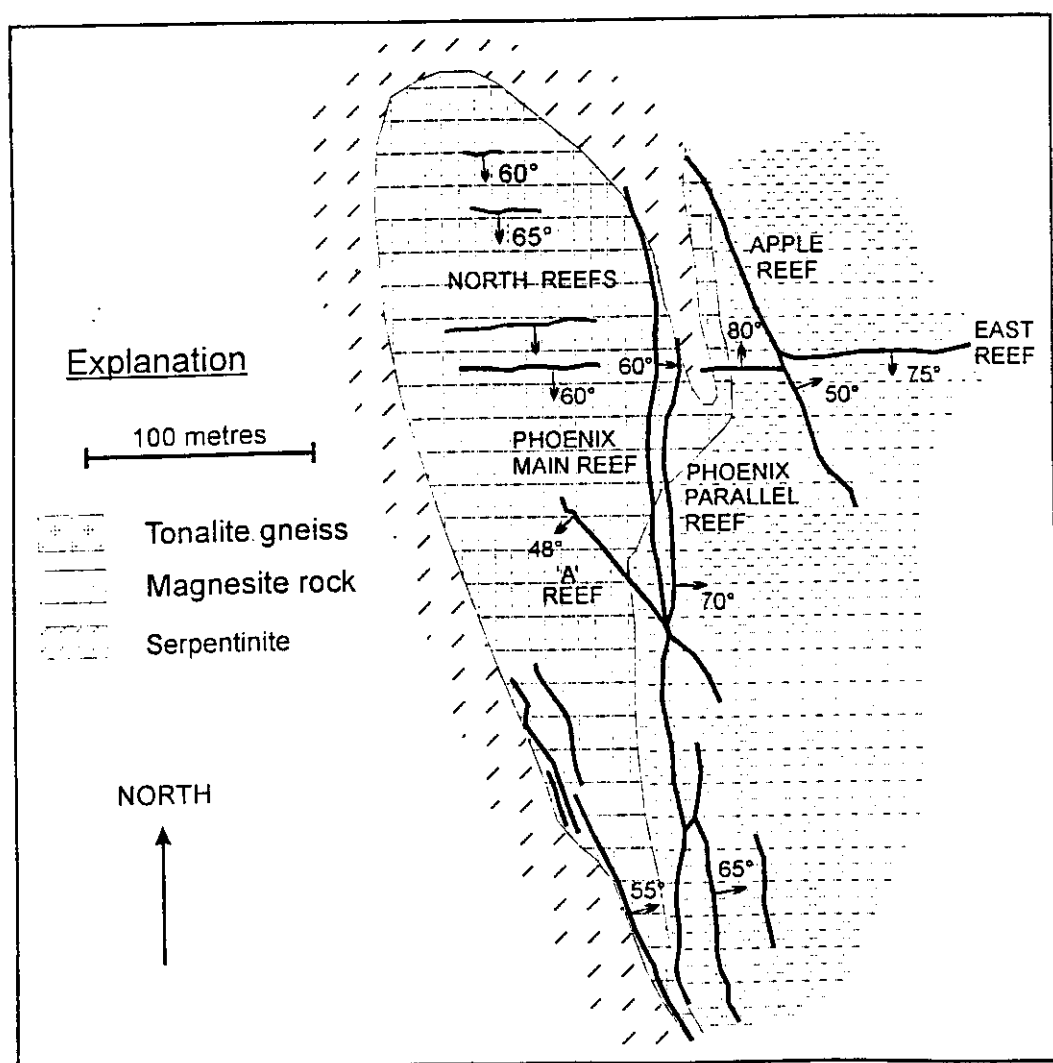 60°
65°
NORTH REEFS
APPLE
REEF
80°
EAST
REEF
60°
75°
50°
60°
Explanation
100 metres
PHOENIX
MAIN REEF
PHOENIX
PARALLEL
REEF
48°
'A'
REEF
70°
Tonalite gneiss
Magnesite rock
Serpentinite
NORTH
55°
65°